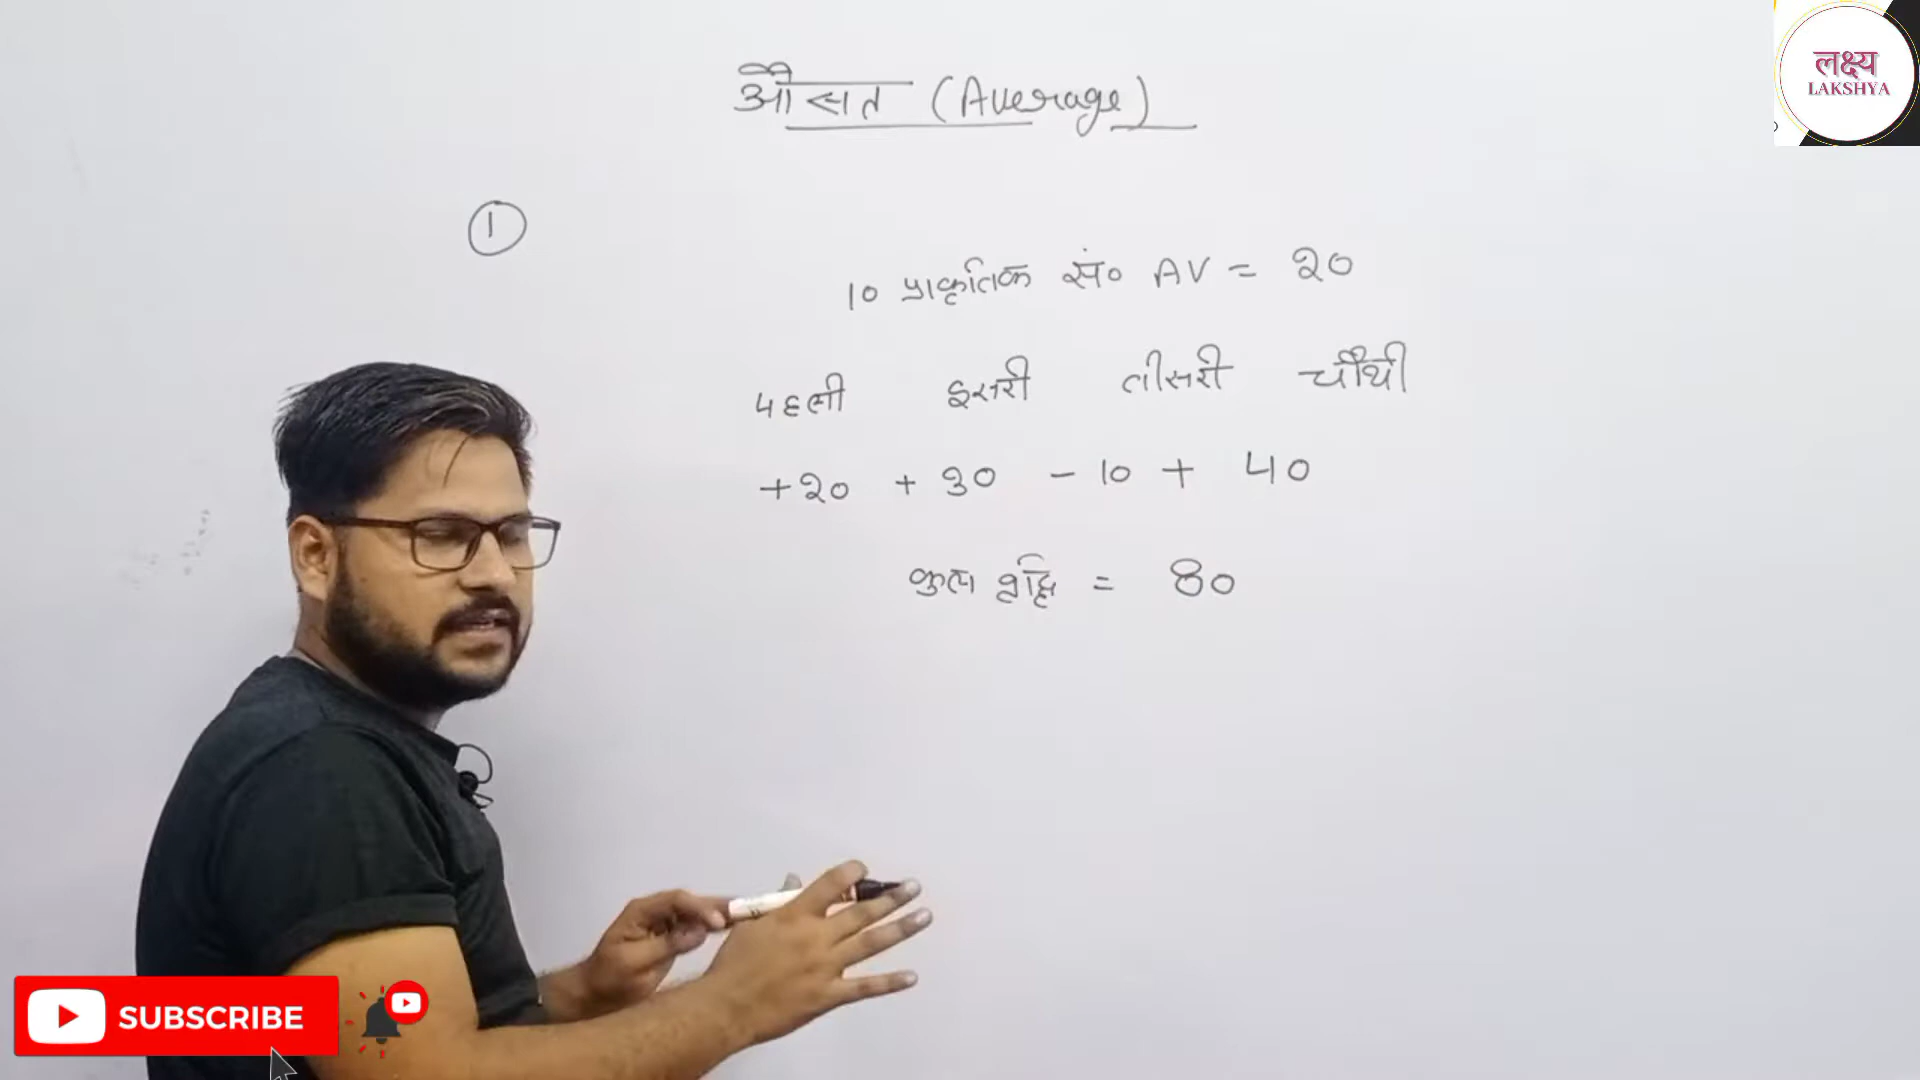 औसत (Average)
लक्ष्य
LAKSHYA
1
10 प्राकृतिक सं० AV = 20
पहली दुसरी तीसरी चौथी
+20 + 30 - 10 + 40
कुल वृद्धि = 80
SUBSCRIBE